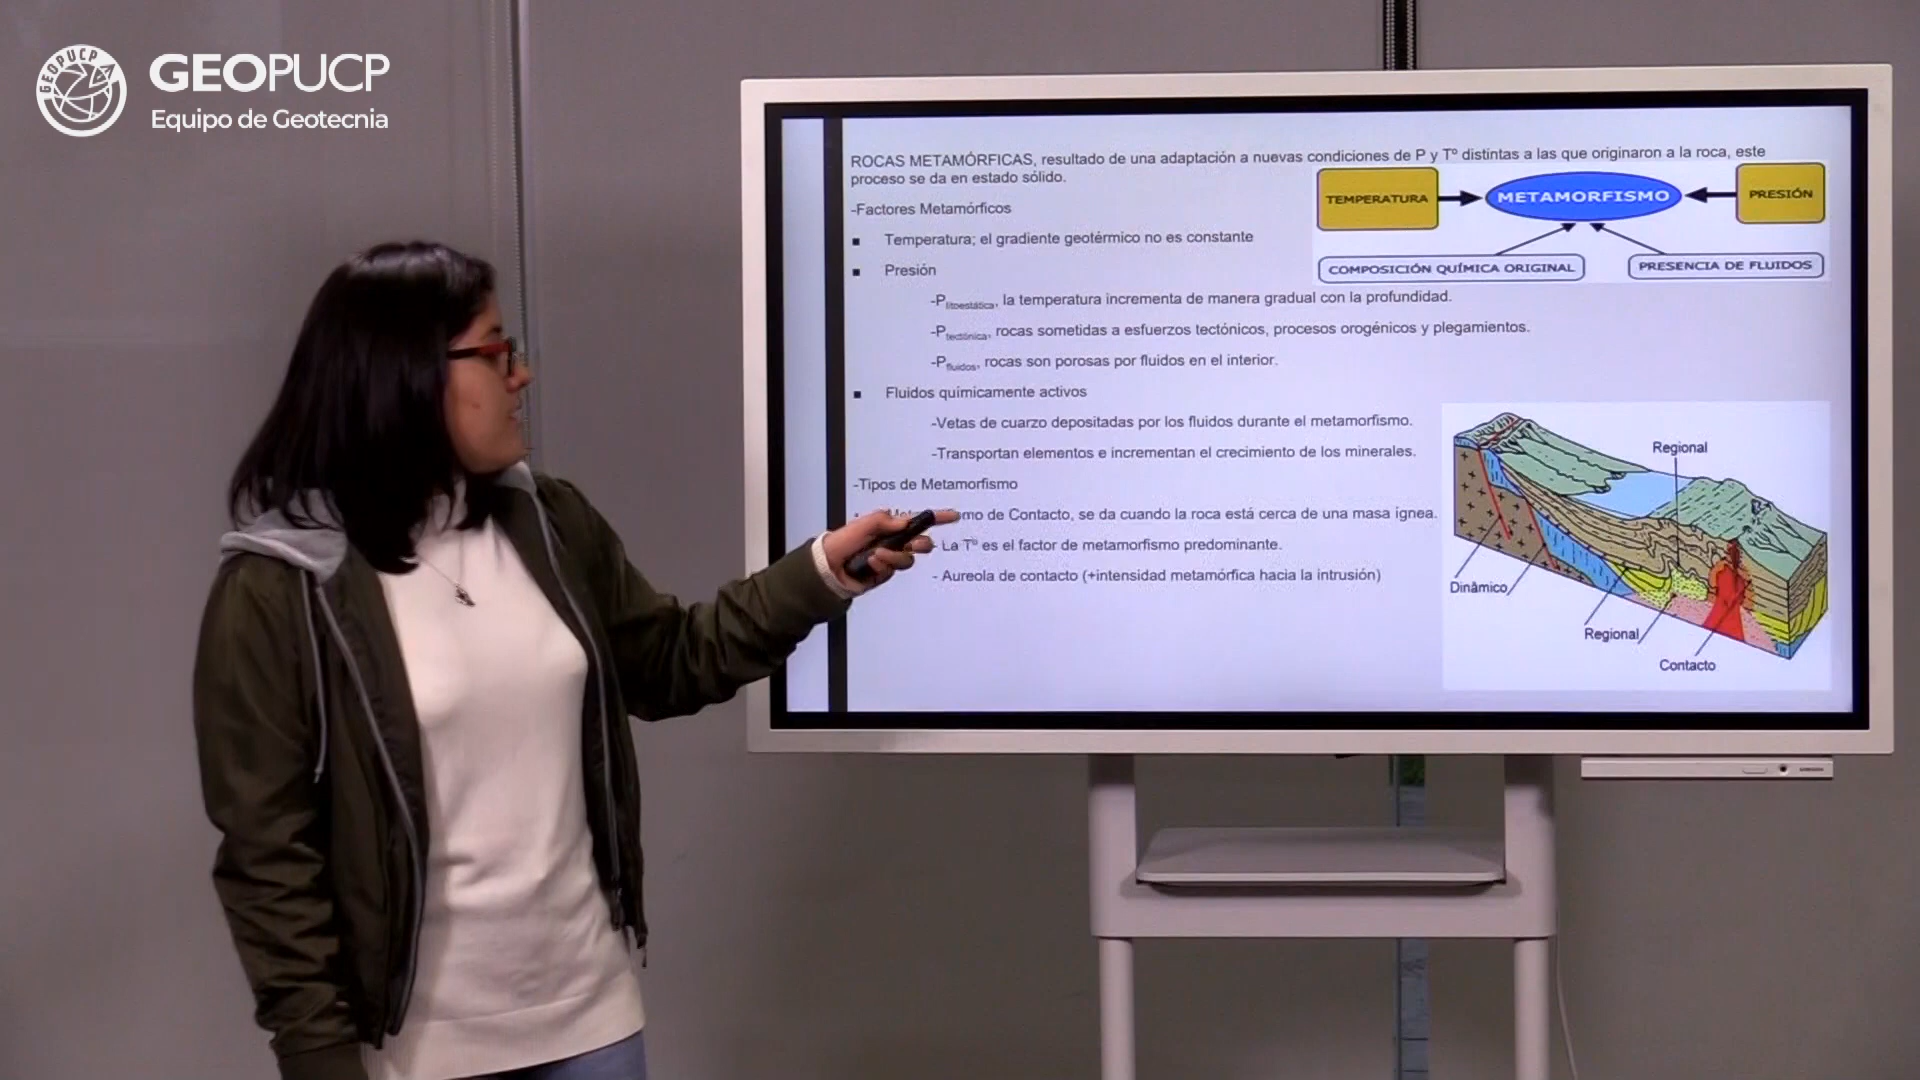 GEOPUCP
GEOPUCP
Equipo de Geotecnia
ROCAS METAMÓRFICAS, resultado de una adaptación a nuevas condiciones de P y Tº distintas a las que originaron a la roca, este
proceso se da en estado sólido.
-Factores Metamórficos
Temperatura; el gradiente geotérmico no es constante
Presión
-Plitoestática, la temperatura incrementa de manera gradual con la profundidad.
-Ptectónica, rocas sometidas a esfuerzos tectónicos, procesos orogénicos y plegamientos.
-Pfluidos, rocas son porosas por fluidos en el interior.
Fluidos químicamente activos
-Vetas de cuarzo depositadas por los fluidos durante el metamorfismo.
-Transportan elementos e incrementan el crecimiento de los minerales.
-Tipos de Metamorfismo
de Contacto, se da cuando la roca está cerca de una masa ígnea.
- La Tº es el factor de metamorfismo predominante.
- Aureola de contacto (+intensidad metamórfica hacia la intrusión)
TEMPERATURA
METAMORFISMO
PRESIÓN
COMPOSICIÓN QUÍMICA ORIGINAL
PRESENCIA DE FLUIDOS
Regional
Dinâmico
Regional
Contacto